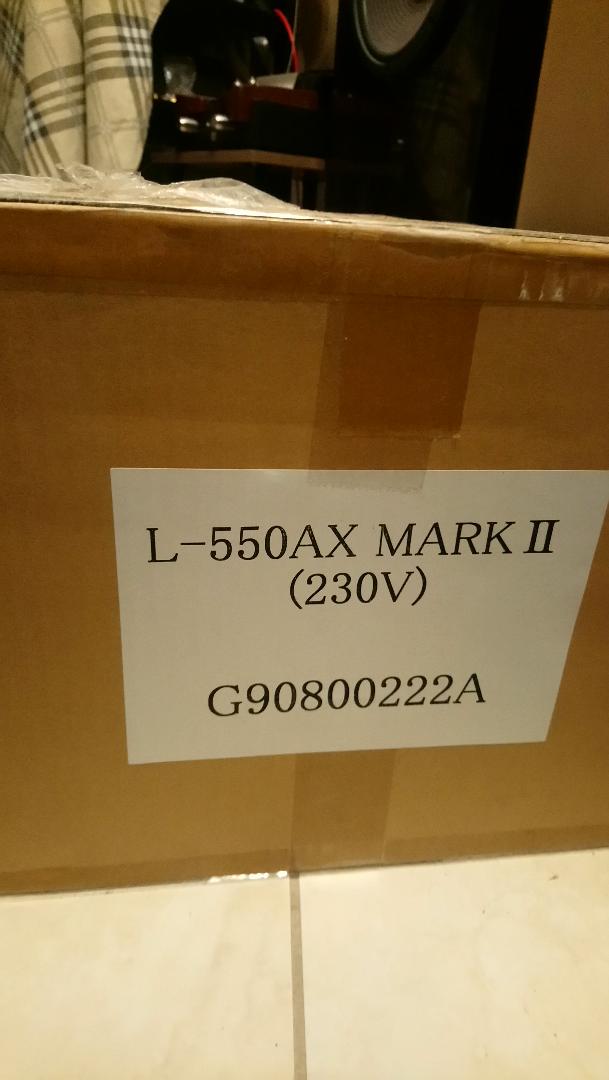 L-550AX MARK Ⅱ
(230V)
G90800222A